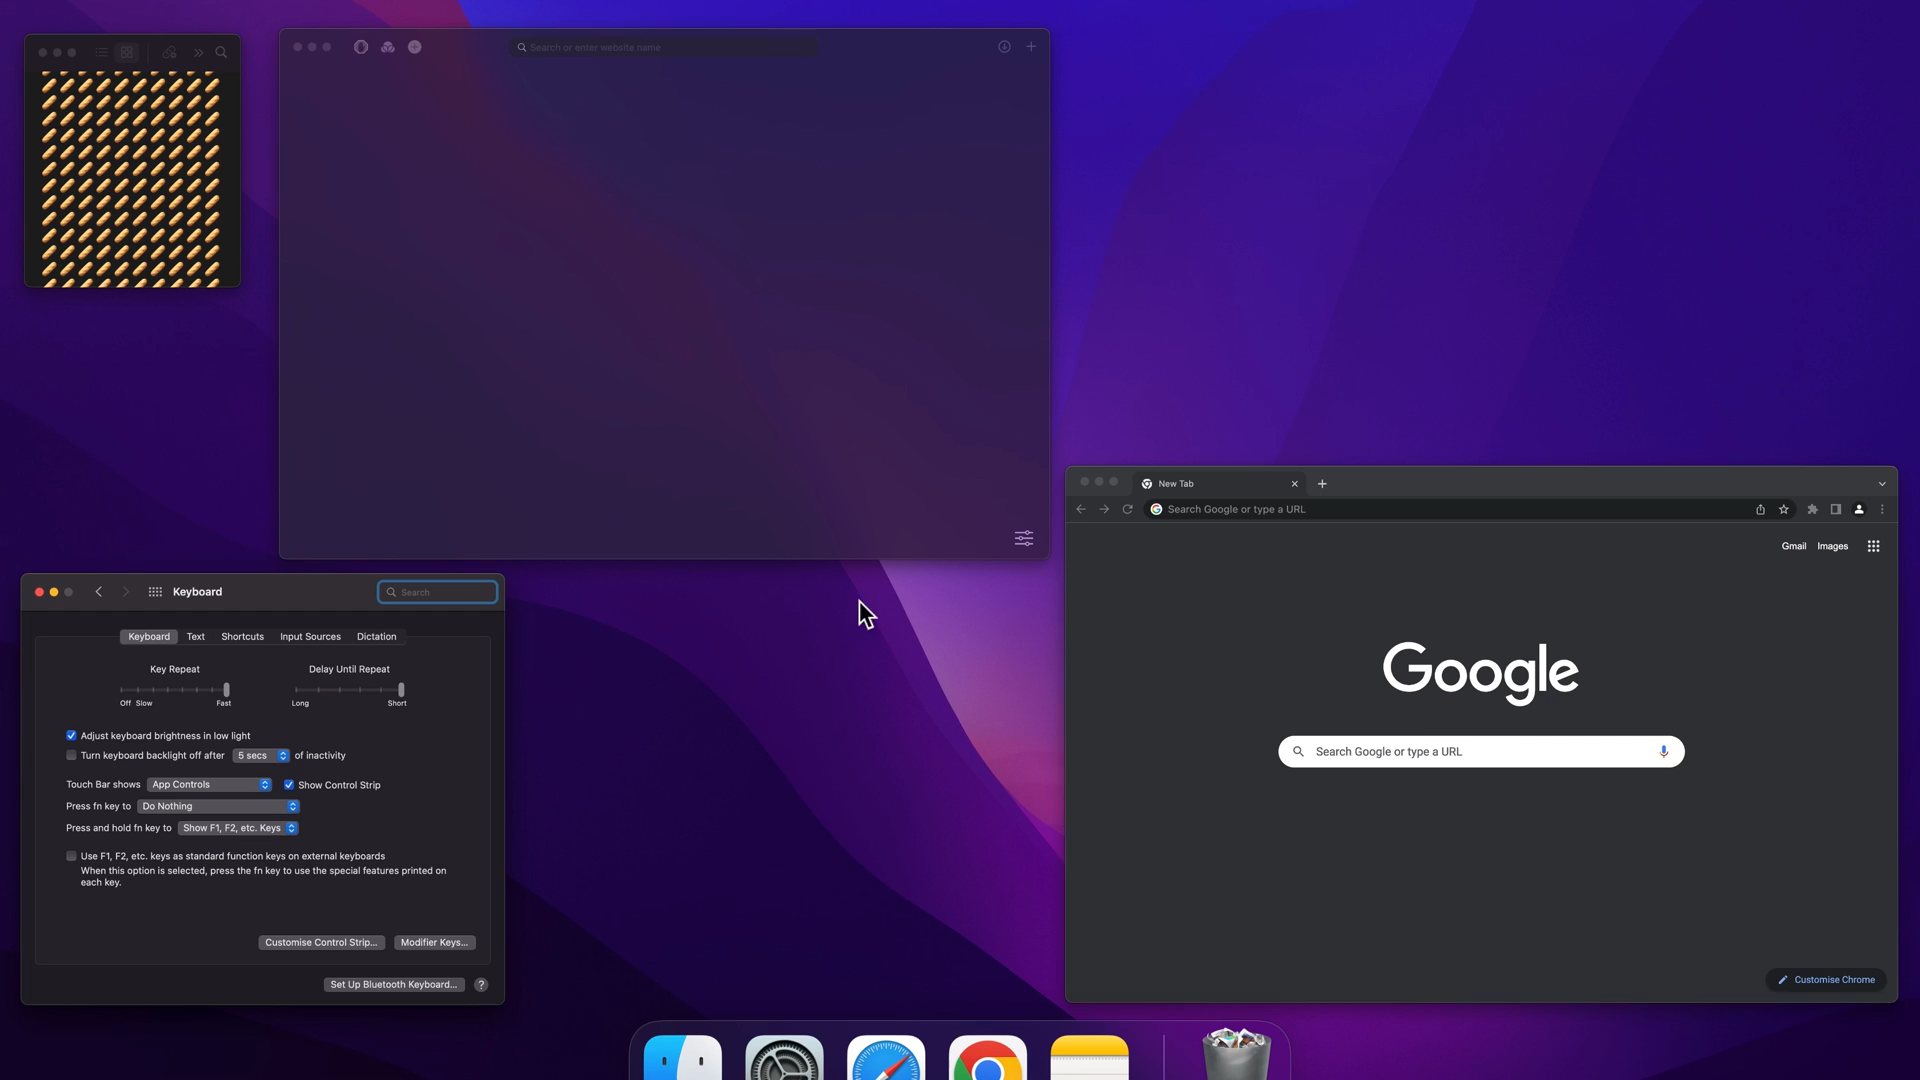 Search or enter website name
Keyboard
Search
Keyboard
Text
Shortcuts
Input Sources
Dictation
Key Repeat
Delay Until Repeat
Off Slow
Fast
Long
Short
Adjust keyboard brightness in low light
Turn keyboard backlight off after 5 secs of inactivity
Touch Bar shows App Controls
Show Control Strip
Press fn key to Do Nothing
Press and hold fn key to Show F1, F2, etc. Keys
Use F1, F2, etc. keys as standard function keys on external keyboards
When this option is selected, press the fn key to use the special features printed on
each key.
Customise Control Strip...
Modifier Keys...
Set Up Bluetooth Keyboard...
?
New Tab
Search Google or type a URL
Gmail
Images
Google
Search Google or type a URL
Customise Chrome